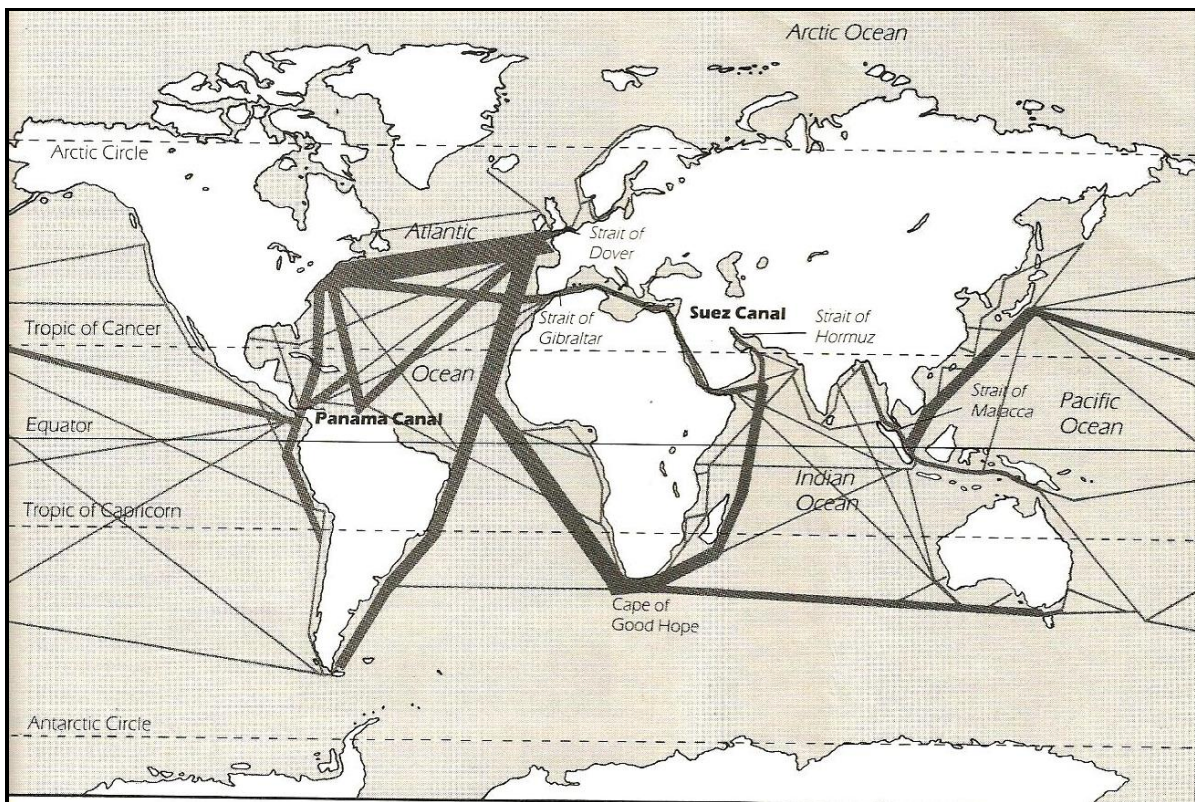 Arctic Ocean
Arctic Circle
Atlantic
Strait of
Dover
Suez Canal
Strait of
Hormuz
Tropic of Cancer
Strait of
Gibraltar
Ocean
Strait of
Malacca
Pacific
Ocean
Panama Canal
Equator
Indian
Ocean
Tropic of Capricorn
Cape of
Good Hope
Antarctic Circle